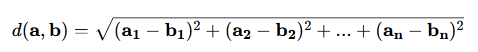 d(a, b) = √(a₁ − b₁)² + (a₂ − b₂)² + ... + (aₙ − bₙ)²